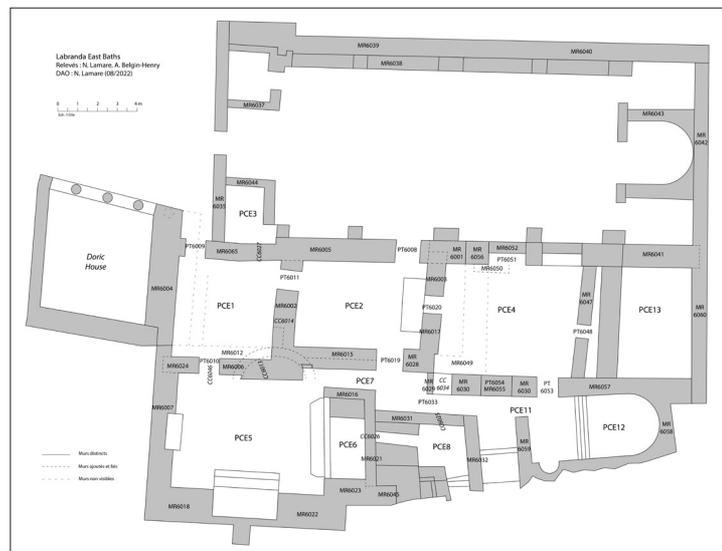 Labranda East Baths
Relevés : N. Lamare, A. Belgin-Henry
DAO : N. Lamare (08/2022)
0 1 2 3 4 m
MR6039
MR6040
MR6038
MR6037
MR6043
MR
6042
MR6044
MR
6035
PCE3
Doric
House
PT6009
MR6065
CC6027
MR6005
PT6008
MR
6001
MR
6056
MR6052
PT6051
MR6050
MR6041
PT6011
MR6003
MR6004
PCE1
MR6002
PCE2
PT6020
PCE4
MR
6047
PCE13
MR
6060
CC6014
MR6017
PT6048
MR6012
MR6013
PT6010
MR6024
MR6006
CC6046
PT6019
MR
6028
MR6049
PCE7
MR
6029
CC
6034
MR
6030
PT6054
MR6055
MR
6030
PT
6053
MR6057
MR6007
MR6016
PT6033
PCE11
MR6031
PCE12
PCE5
PCE6
CC6026
PCE8
MR
6059
MR
6058
MR6021
MR6032
Murs distincts
Murs ajoutés et liés
Murs non visibles
MR6023
MR6045
MR6018
MR6022